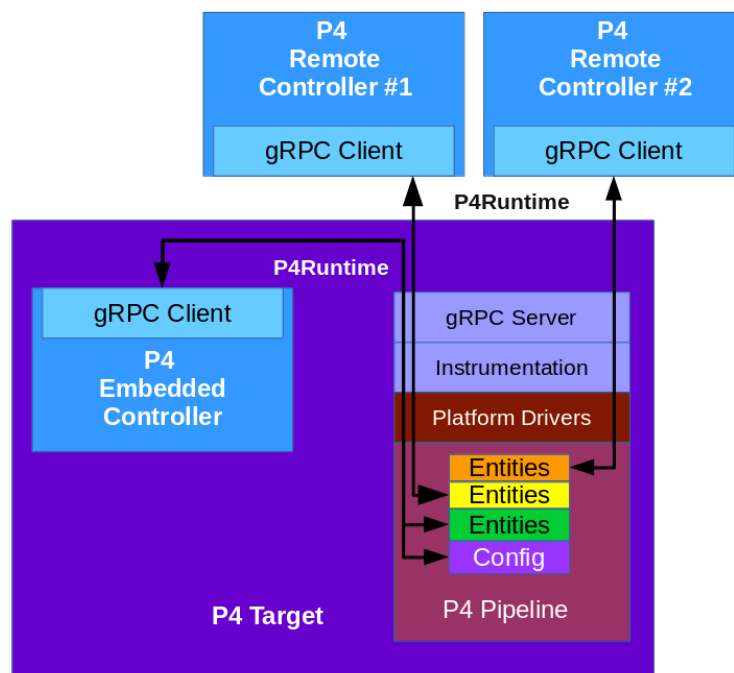 P4
Remote
Controller #1
gRPC Client
P4
Remote
Controller #2
gRPC Client
P4Runtime
P4Runtime
gRPC Client
P4
Embedded
Controller
gRPC Server
Instrumentation
Platform Drivers
Entities
Entities
Entities
Config
P4 Pipeline
P4 Target